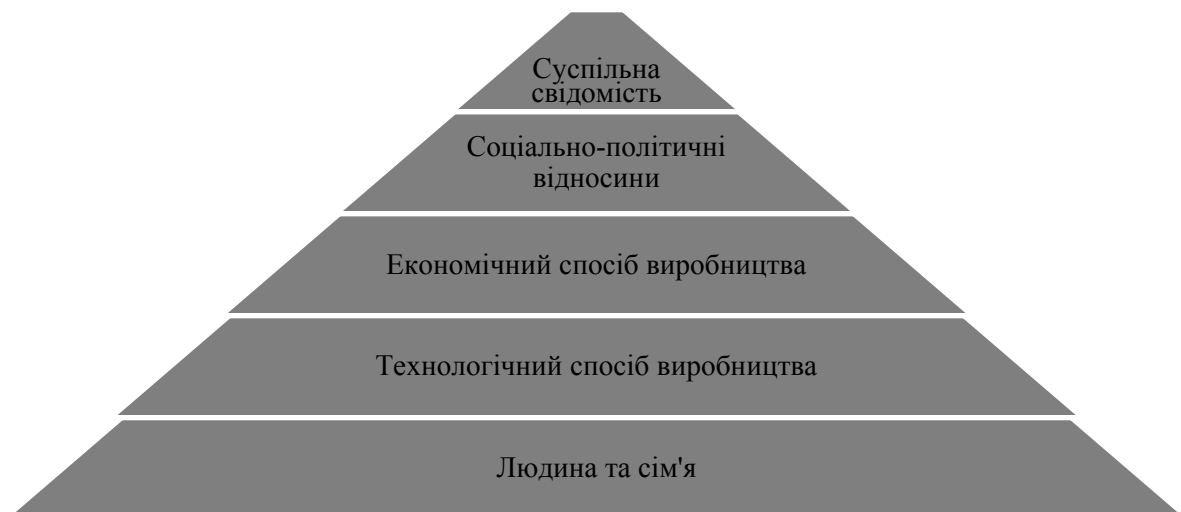 Суспільна
свідомість
Соціально-політичні
відносини
Економічний спосіб виробництва
Технологічний спосіб виробництва
Людина та сім'я